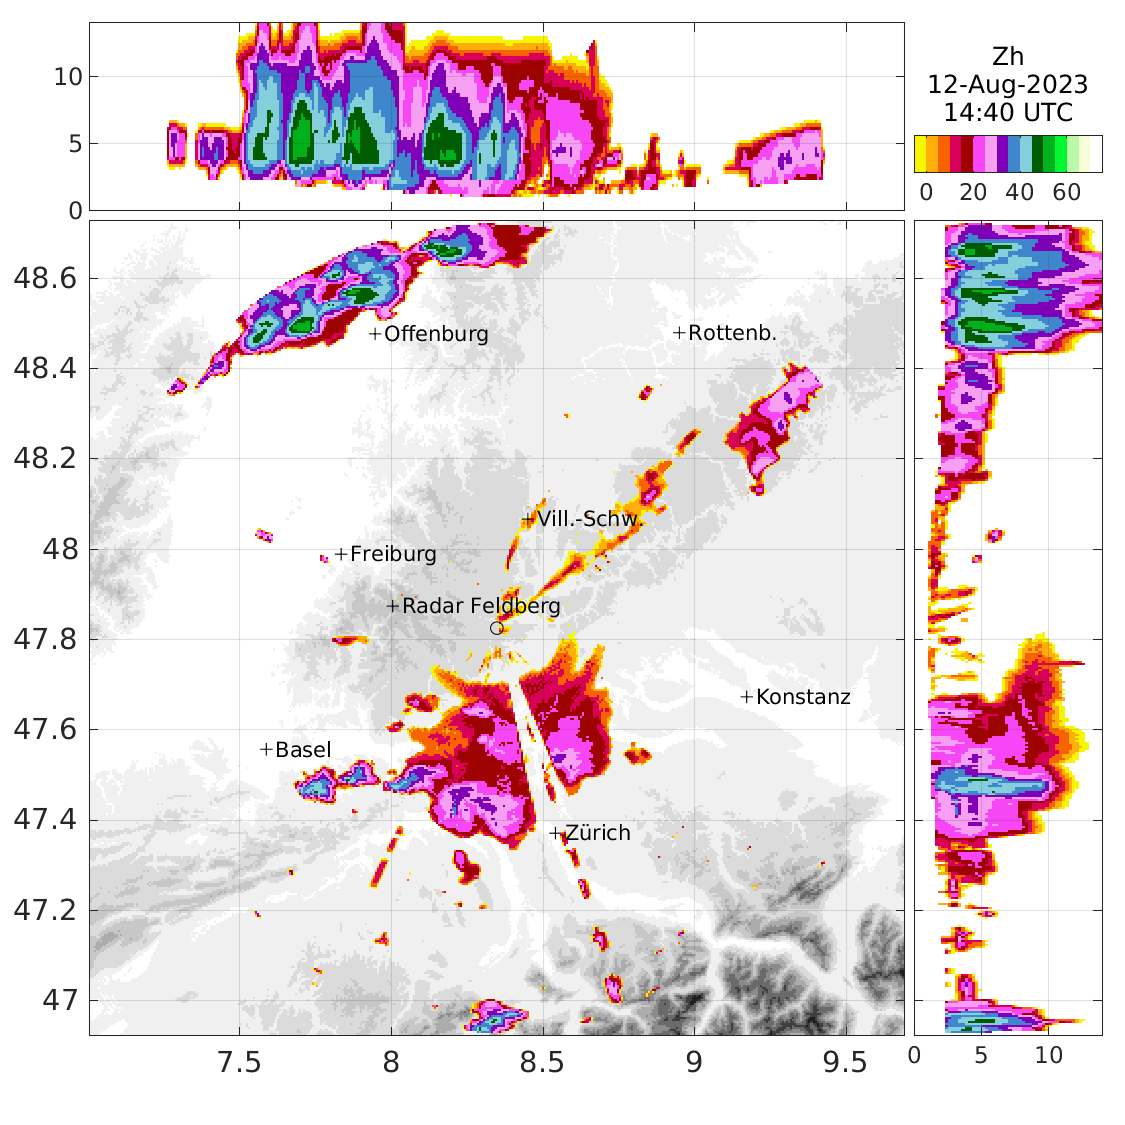 10
5
0
Zh
12-Aug-2023
14:40 UTC
0
20
40
60
48.6
48.4
48.2
48
47.8
47.6
47.4
47.2
47
+Offenburg
+Rottenb.
+Vill.-Schw.
+Freiburg
+Radar Feldberg
+Konstanz
+Basel
+Zürich
7.5
8
8.5
9
9.5
0
5
10